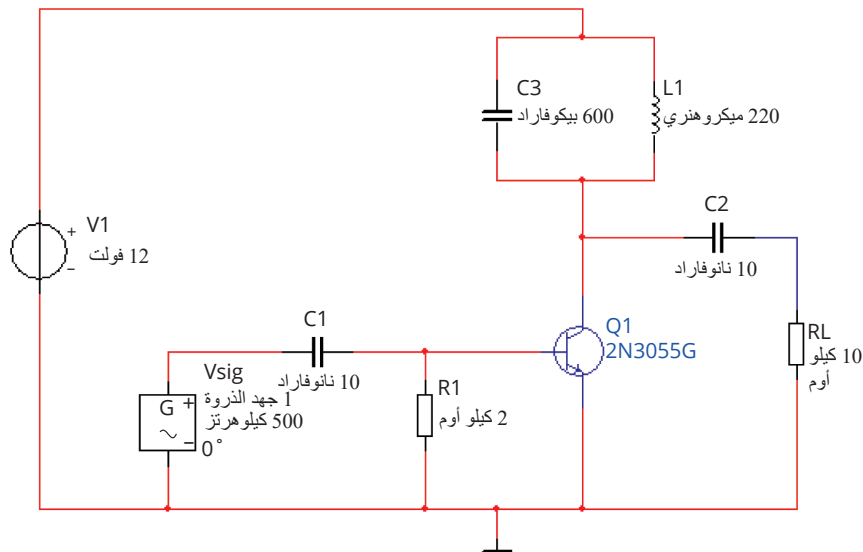 C3
600 بيكوفاراد
L1
220 ميكروهنري
V1
+
12 فولت
−
C2
10 نانوفاراد
C1
10 نانوفاراد
Q1
2N3055G
RL
10 كيلو
أوم
Vsig
1 جهد الذروة
500 كيلوهرتز
G +
−
0°
R1
2 كيلو أوم